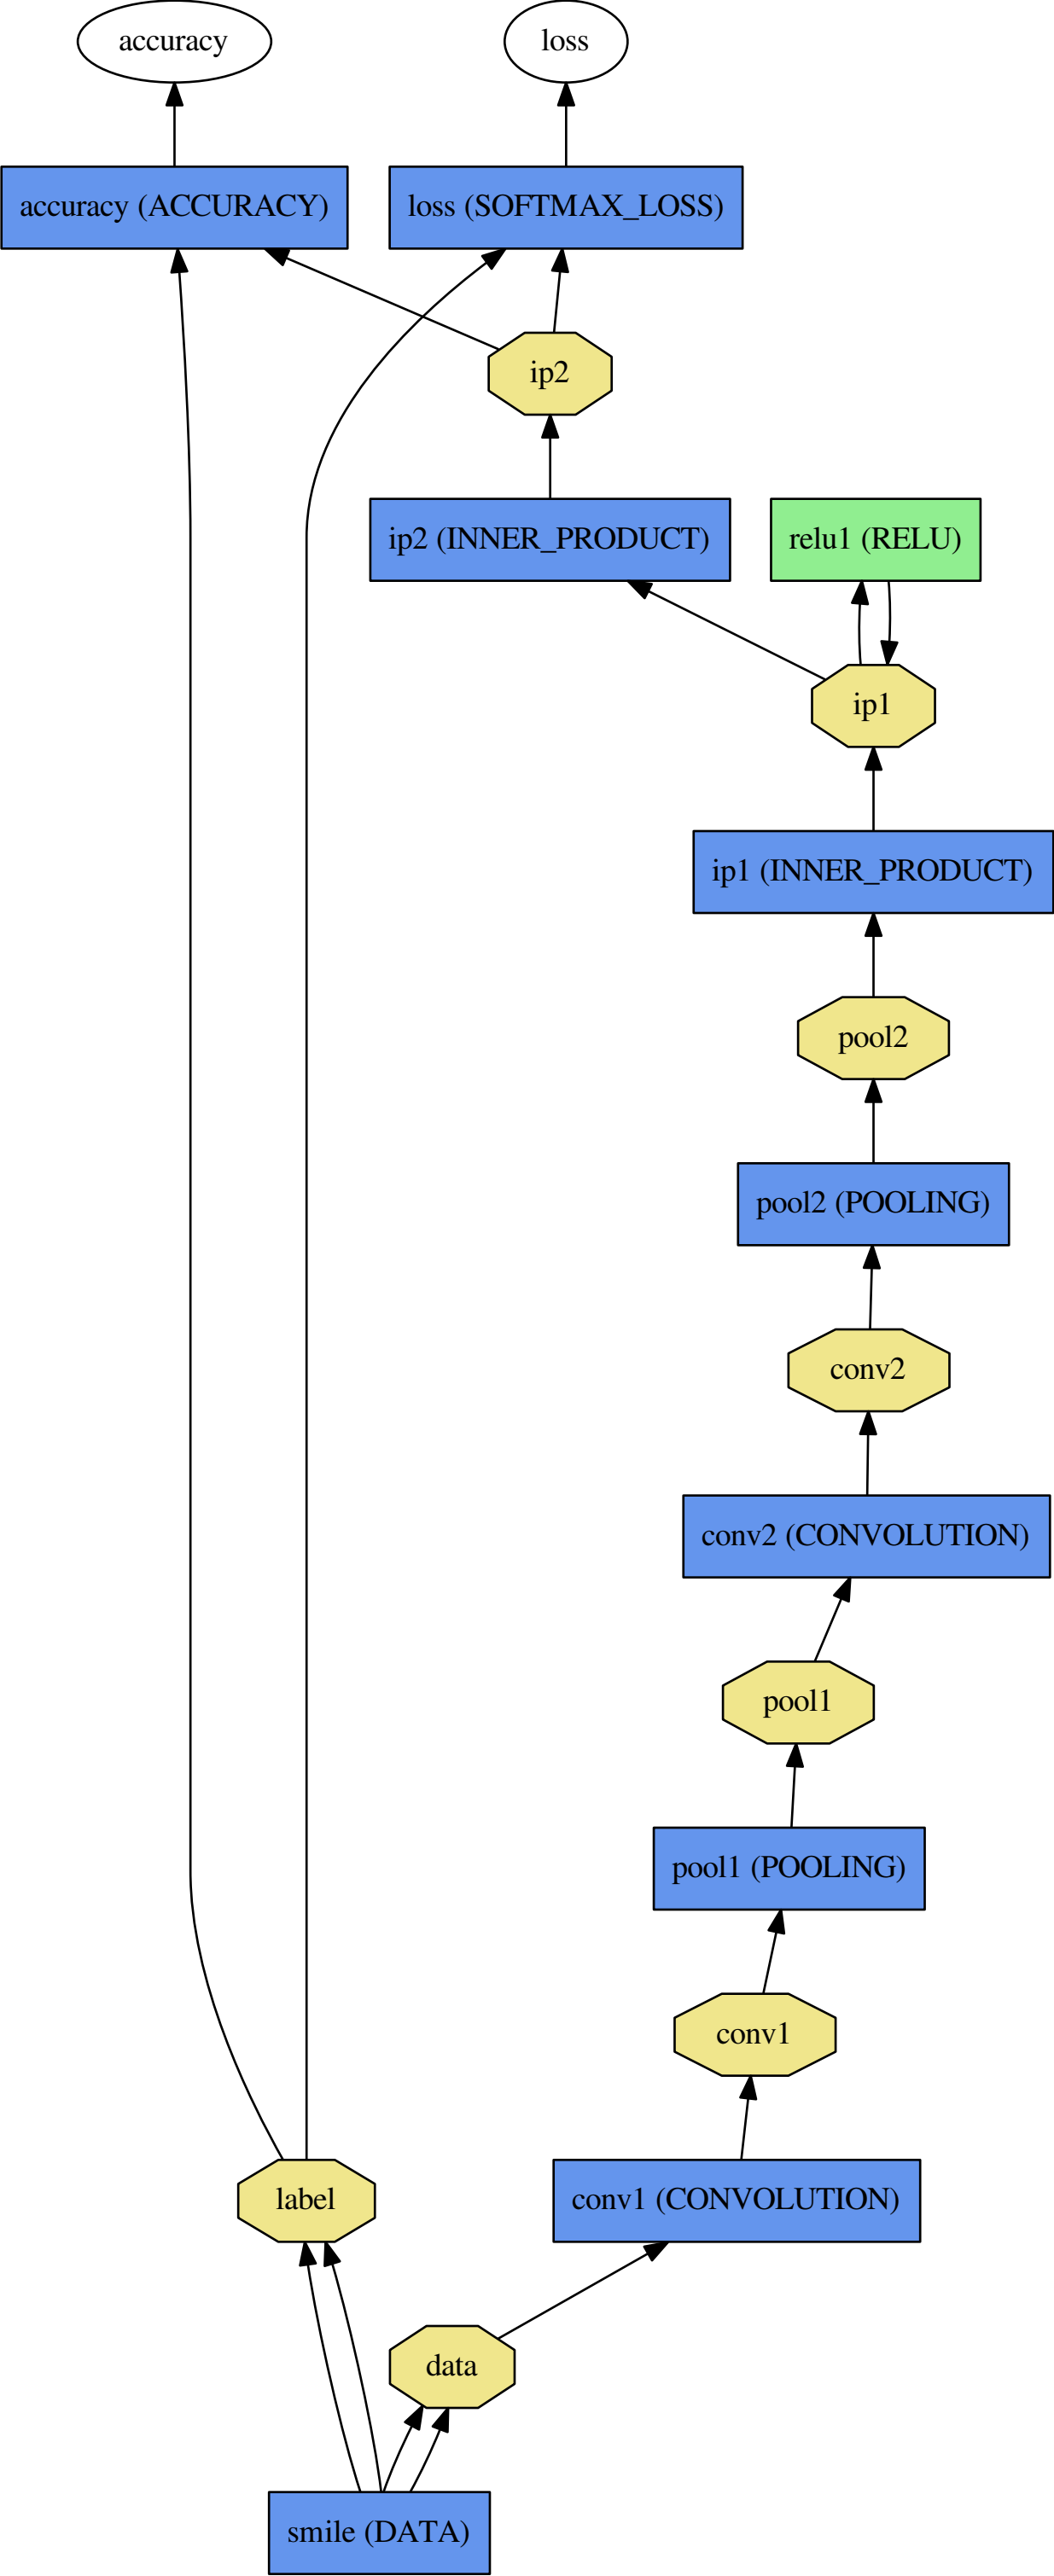 accuracy
loss
accuracy (ACCURACY)
loss (SOFTMAX_LOSS)
ip2
ip2 (INNER_PRODUCT)
relu1 (RELU)
ip1
ip1 (INNER_PRODUCT)
pool2
pool2 (POOLING)
conv2
conv2 (CONVOLUTION)
pool1
pool1 (POOLING)
conv1
label
conv1 (CONVOLUTION)
data
smile (DATA)